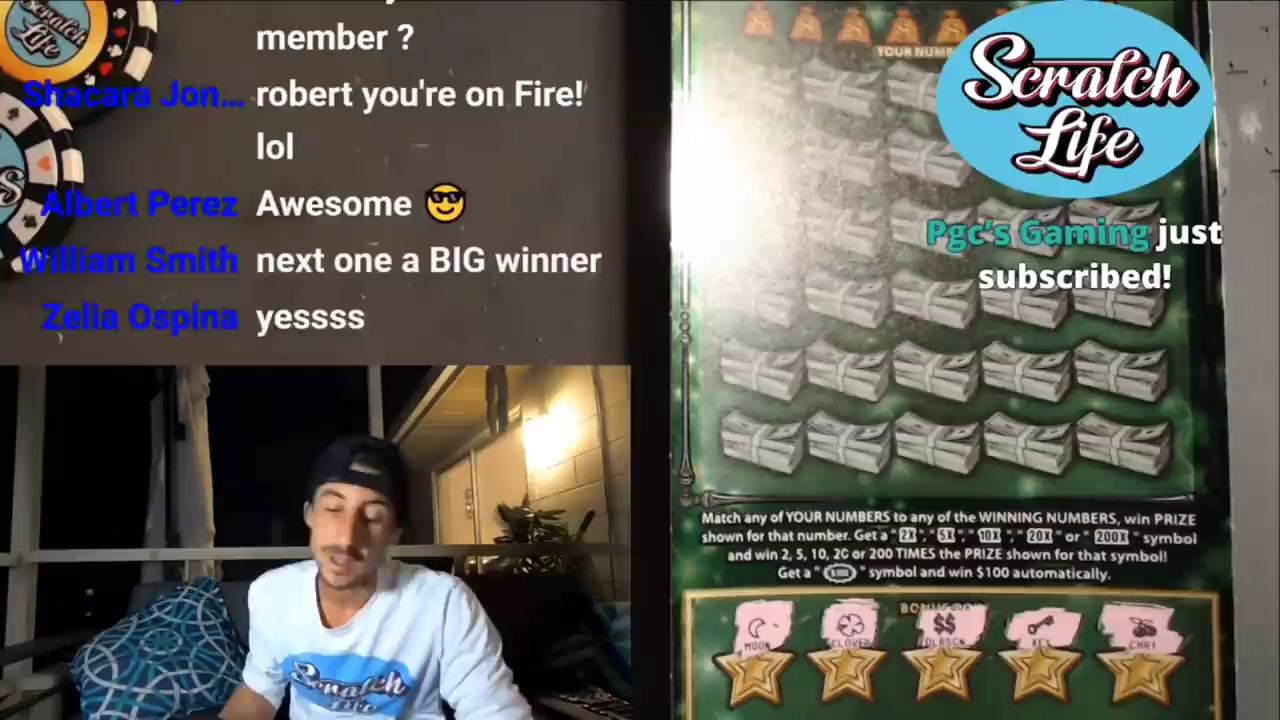 Scratch
Life
member ?
Shacara Jon... robert you're on Fire!
lol
Albert Perez Awesome 😎
William Smith next one a BIG winner
Zella Ospina yessss
Scratch
Life
YOUR NUMB
Scratch
Life
Pgc's Gaming just
subscribed!
Match any of YOUR NUMBERS to any of the WINNING NUMBERS, win PRIZE
shown for that number. Get a "2X", "5X", "10X", "20X" or "200X" symbol
and win 2, 5, 10, 20 or 200 TIMES the PRIZE shown for that symbol!
Get a " " symbol and win $100 automatically.
MOON CLOVER $$ KEY